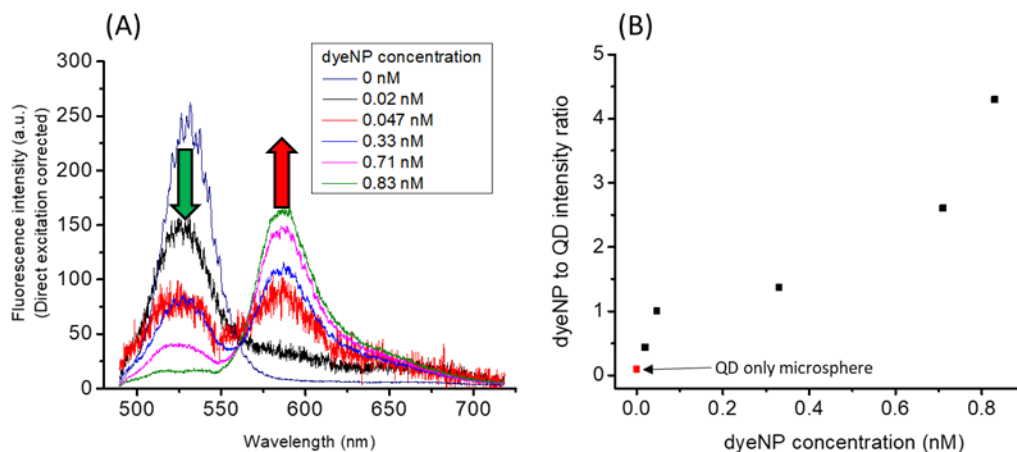 (A)
Fluorescence intensity (a.u.)
(Direct excitation corrected)
300
250
200
150
100
50
0
dyeNP concentration
0 nM
0.02 nM
0.047 nM
0.33 nM
0.71 nM
0.83 nM
500 550 600 650 700
Wavelength (nm)
(B)
dyeNP to QD intensity ratio
5
4
3
2
1
0
QD only microsphere
0.0 0.2 0.4 0.6 0.8
dyeNP concentration (nM)